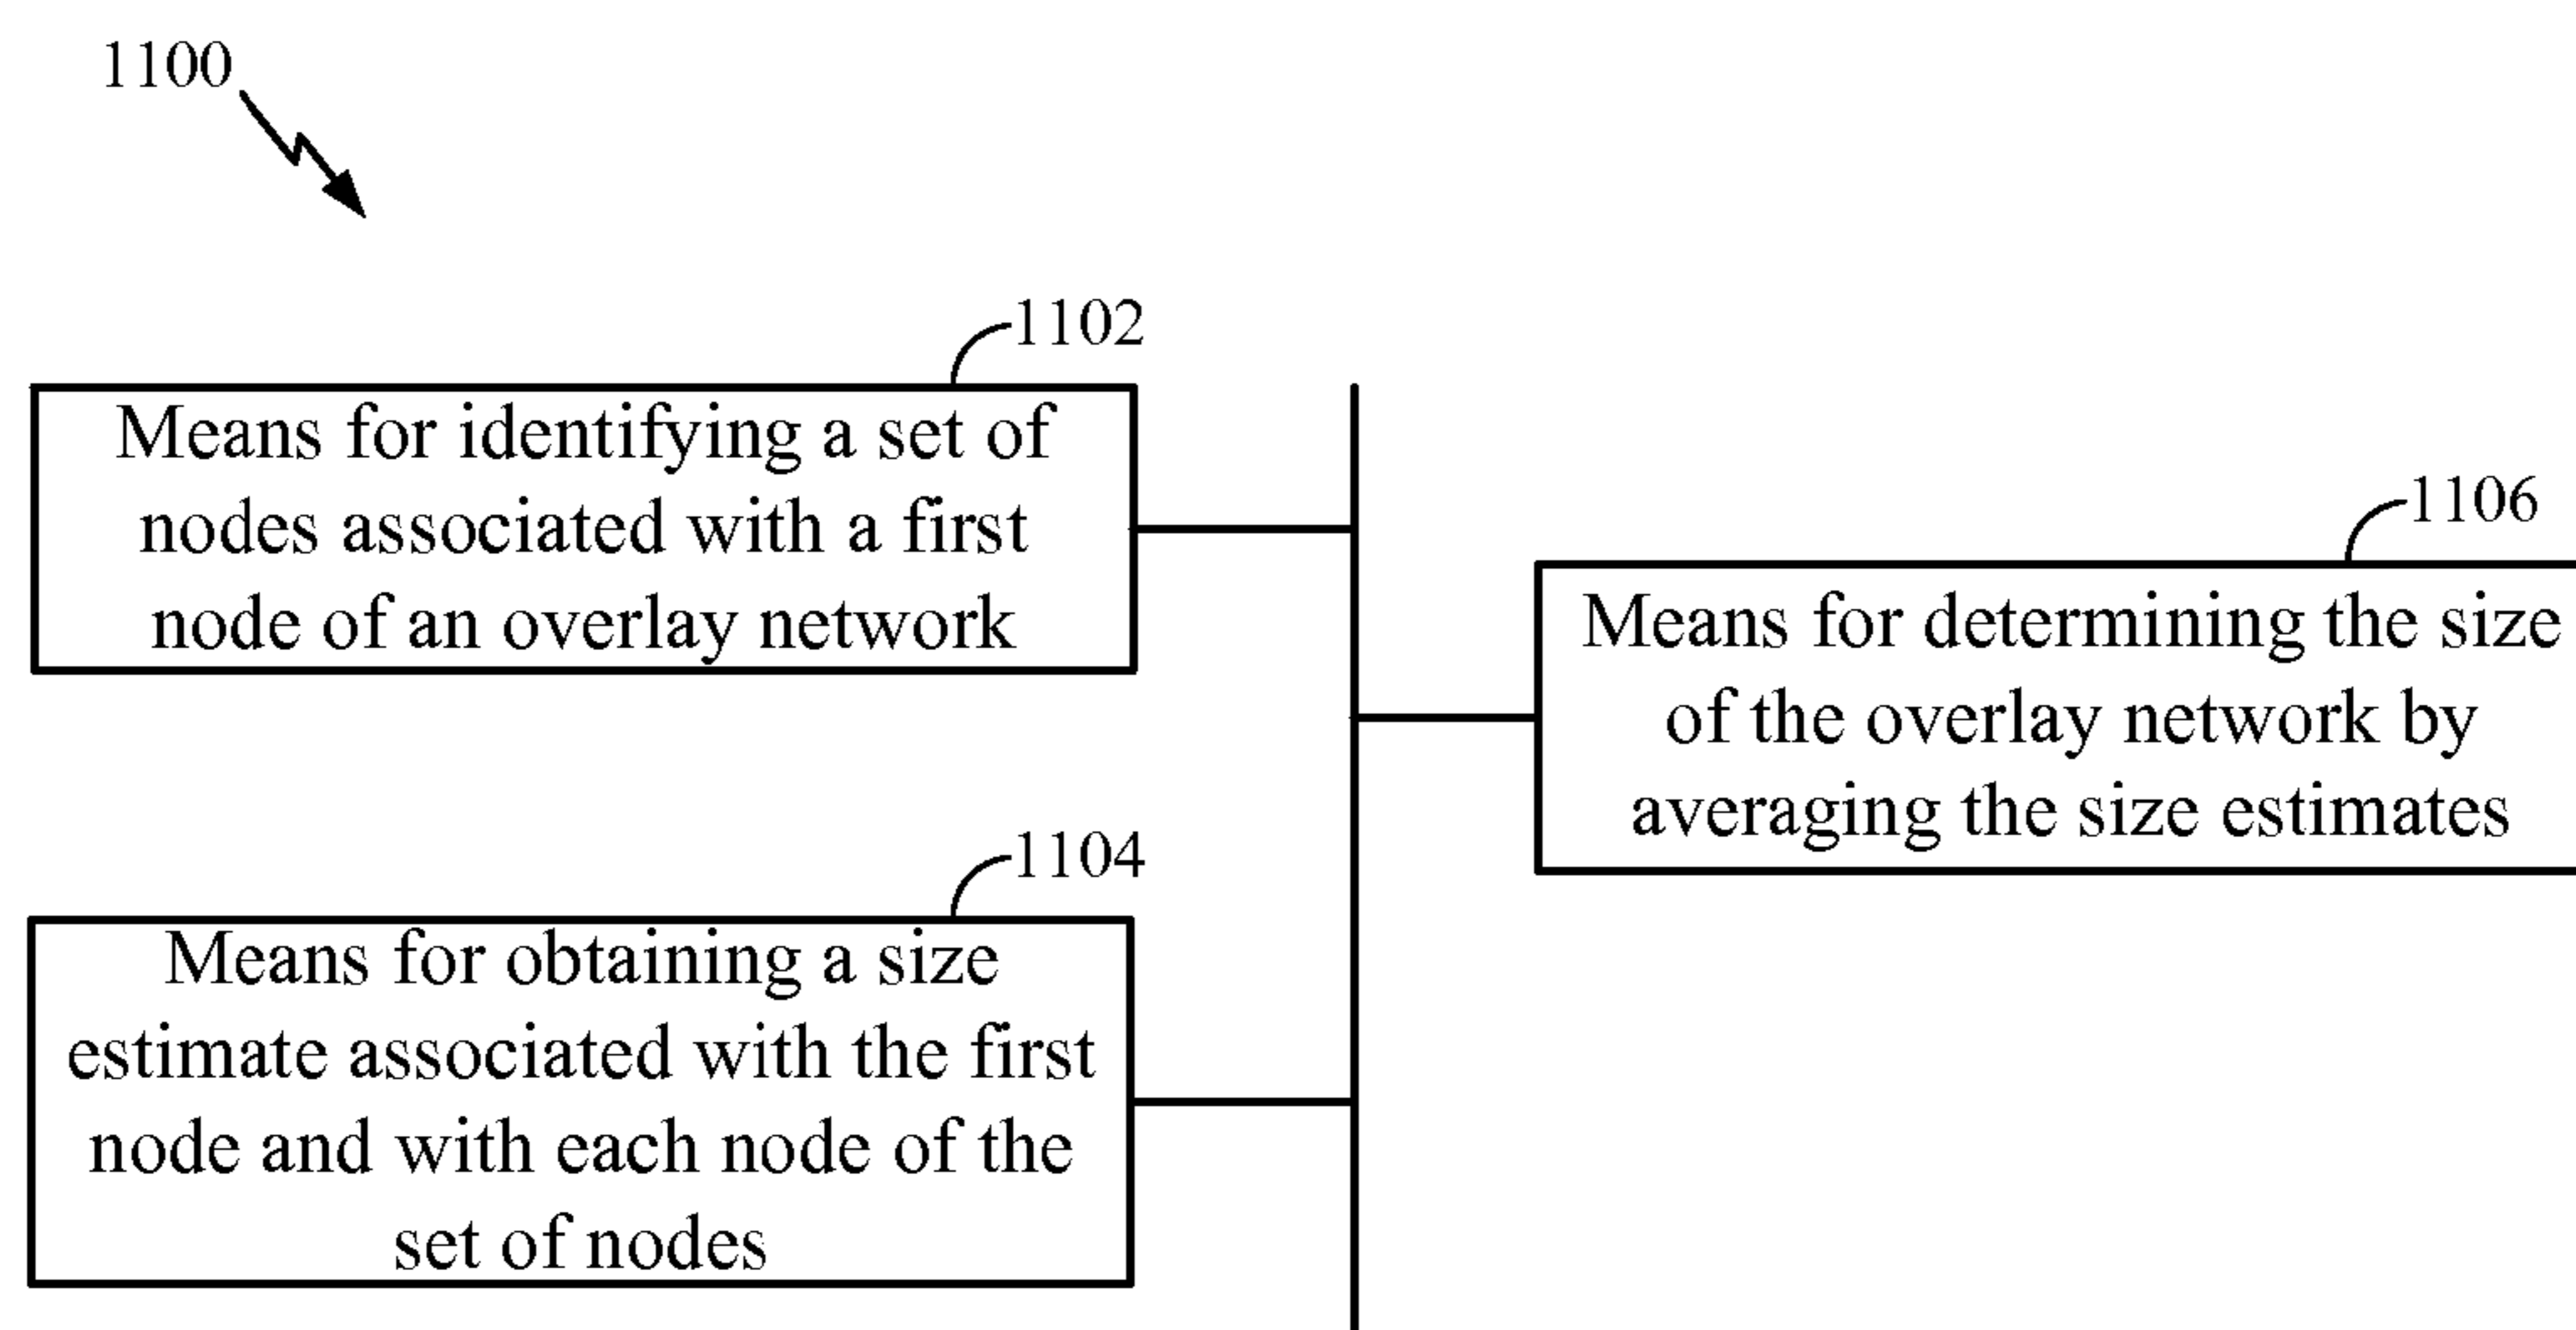 1100
1102
Means for identifying a set of
nodes associated with a first
node of an overlay network
1104
Means for obtaining a size
estimate associated with the first
node and with each node of the
set of nodes
1106
Means for determining the size
of the overlay network by
averaging the size estimates